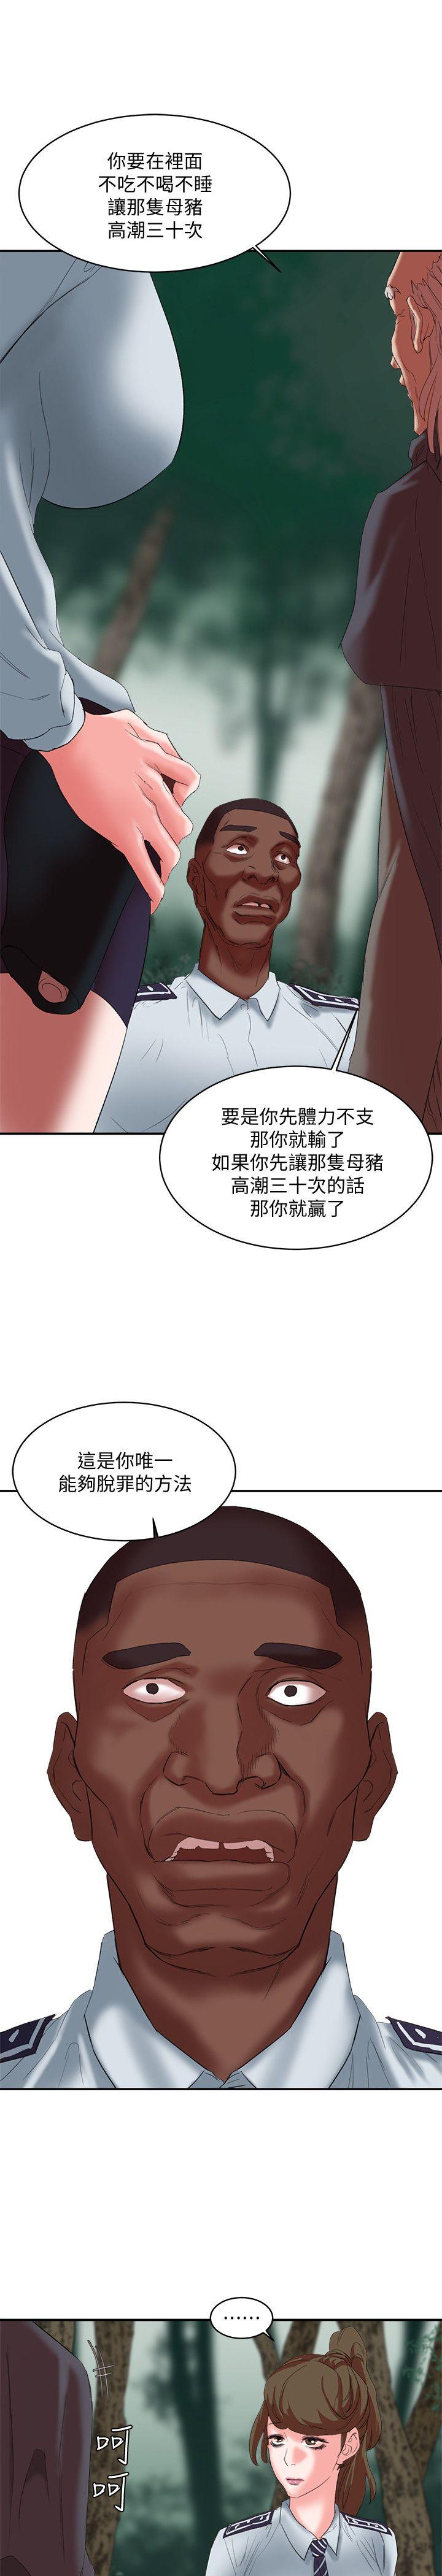 你要在裡面
不吃不喝不睡
讓那隻母豬
高潮三十次
要是你先體力不支
那你就輸了
如果你先讓那隻母豬
高潮三十次的話
那你就贏了
這是你唯一
能夠脫罪的方法
……
呵
呵